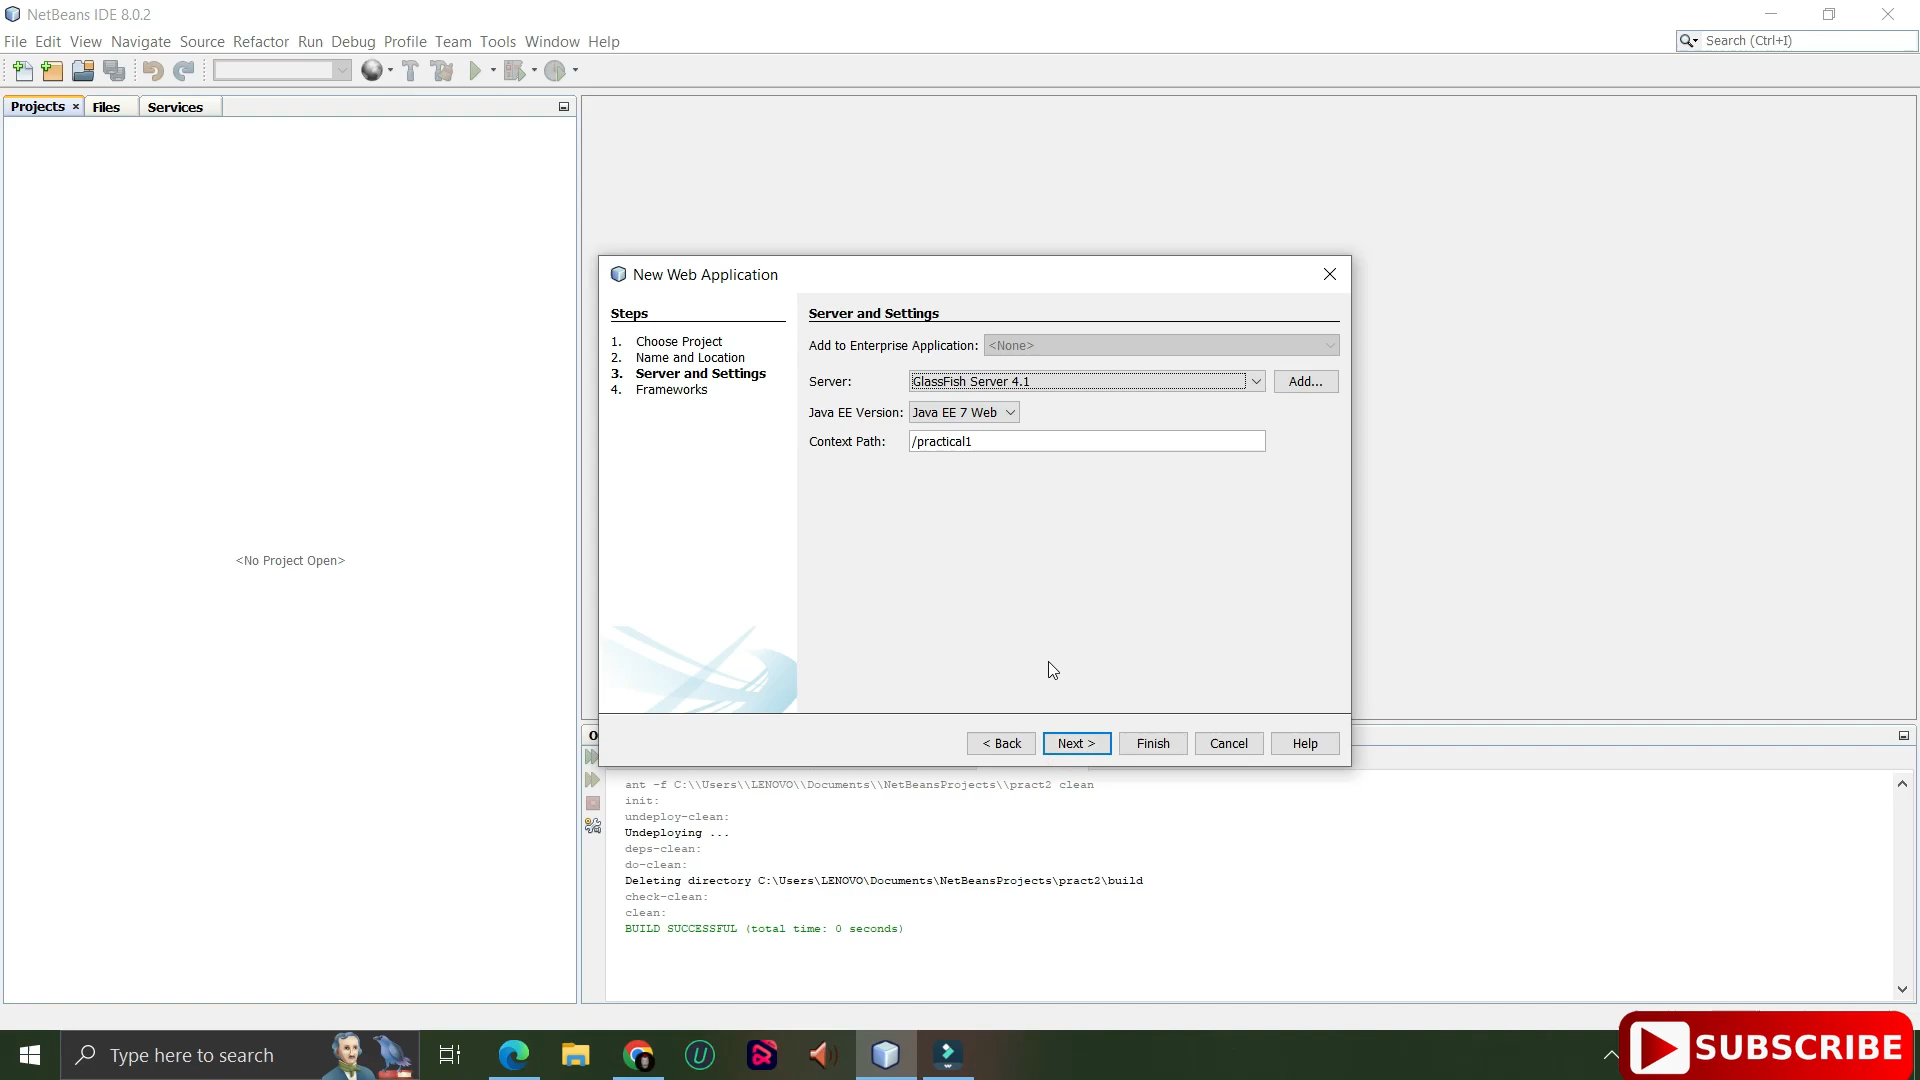 NetBeans IDE 8.0.2
File Edit View Navigate Source Refactor Run Debug Profile Team Tools Window Help
Search (Ctrl+I)
Projects Files Services
<No Project Open>
New Web Application
Steps
1. Choose Project
2. Name and Location
3. Server and Settings
4. Frameworks
Server and Settings
Add to Enterprise Application: <None>
Server: GlassFish Server 4.1 Add...
Java EE Version: Java EE 7 Web
Context Path: /practical1
< Back Next > Finish Cancel Help
ant -f C:\\Users\\LENOVO\\Documents\\NetBeansProjects\\pract2 clean
init:
undeploy-clean:
Undeploying ...
deps-clean:
do-clean:
Deleting directory C:\Users\LENOVO\Documents\NetBeansProjects\pract2\build
check-clean:
clean:
BUILD SUCCESSFUL (total time: 0 seconds)
Type here to search
SUBSCRIBE